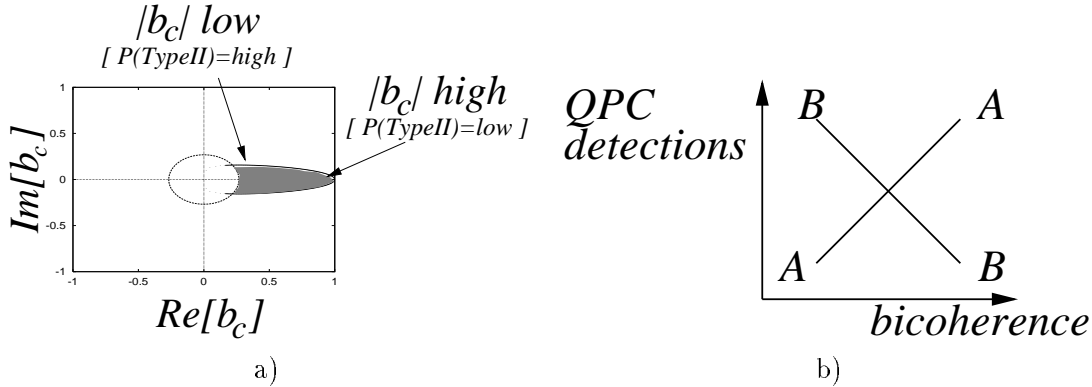 |b_c| low
[ P(TypeII)=high ]
|b_c| high
[ P(TypeII)=low ]
1
0.5
0
-0.5
-1
Im[b_c]
-1
-0.5
0
0.5
1
Re[b_c]
a)
QPC
detections
B
A
A
B
bicoherence
b)